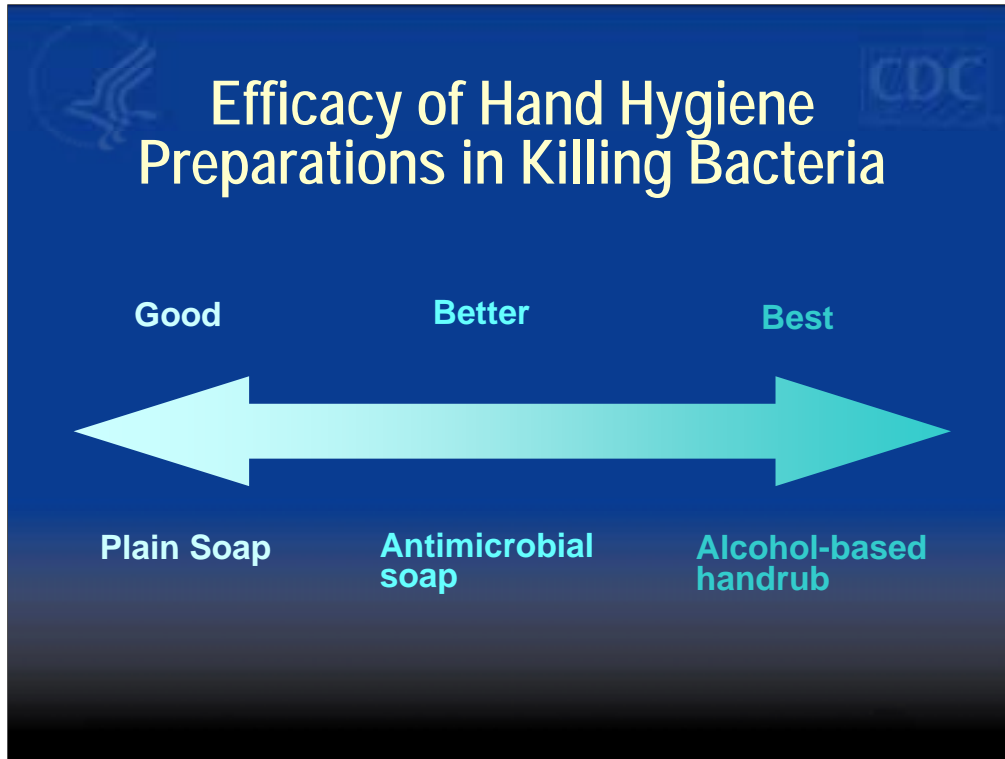 CDC
Efficacy of Hand Hygiene
Preparations in Killing Bacteria
Good Better Best
Plain Soap Antimicrobial soap Alcohol-based handrub